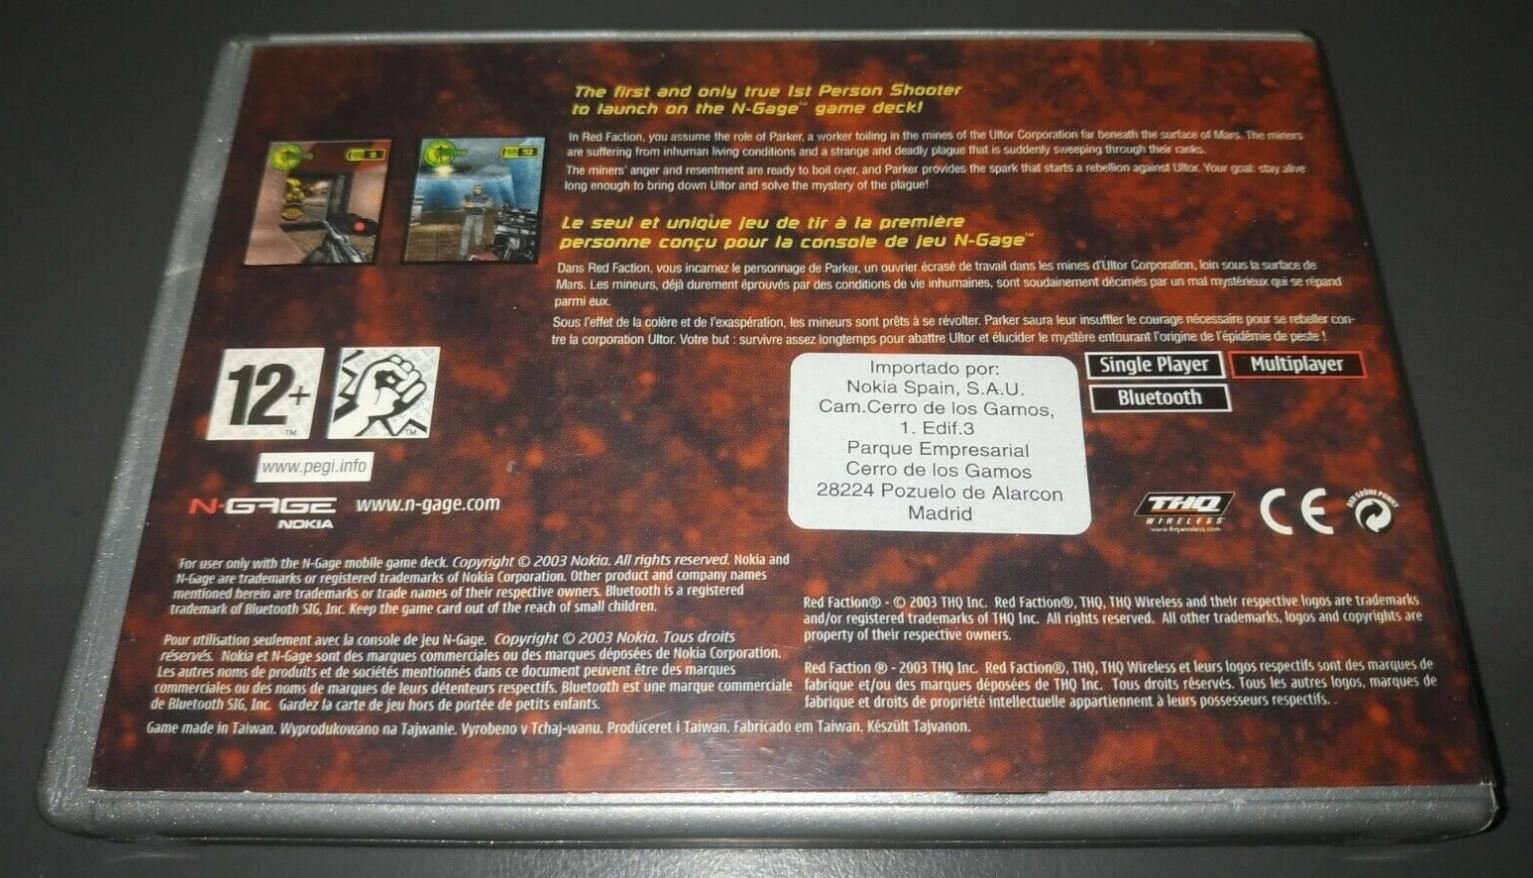 The first and only true 1st Person Shooter
to launch on the N-Gage™ game deck!
In Red Faction, you assume the role of Parker, a worker toiling in the mines of the Ultor Corporation far beneath the surface of Mars. The miners
are suffering from inhuman living conditions and a strange and deadly plague that is suddenly sweeping through their ranks.
The miners' anger and resentment are ready to boil over, and Parker provides the spark that starts a rebellion against Ultor. Your goal: stay alive
long enough to bring down Ultor and solve the mystery of the plague!
Le seul et unique jeu de tir à la première
personne conçu pour la console de jeu N-Gage™
Dans Red Faction, vous incarnez le personnage de Parker, un ouvrier écrasé de travail dans les mines d'Ultor Corporation, loin sous la surface de
Mars. Les mineurs, déjà durement éprouvés par des conditions de vie inhumaines, sont soudainement décimés par un mal mystérieux qui se répand
parmi eux.
Sous l'effet de la colère et de l'exaspération, les mineurs sont prêts à se révolter. Parker saura leur insuffler le courage nécessaire pour se rebeller con-
tre la corporation Ultor. Votre but : survivre assez longtemps pour abattre Ultor et élucider le mystère entourant l'origine de l'épidémie de peste !
12+
TM
TM
www.pegi.info
N-GAGE
NOKIA
www.n-gage.com
Importado por:
Nokia Spain, S.A.U.
Cam.Cerro de los Gamos,
1. Edif.3
Parque Empresarial
Cerro de los Gamos
28224 Pozuelo de Alarcon
Madrid
Single Player
Multiplayer
Bluetooth
THQ
WIRELESS
www.thqwireless.com
CE
DER GRÜNE PUNKT
For user only with the N-Gage mobile game deck. Copyright © 2003 Nokia. All rights reserved. Nokia and
N-Gage are trademarks or registered trademarks of Nokia Corporation. Other product and company names
mentioned herein are trademarks or trade names of their respective owners. Bluetooth is a registered
trademark of Bluetooth SIG, Inc. Keep the game card out of the reach of small children.
Pour utilisation seulement avec la console de jeu N-Gage. Copyright © 2003 Nokia. Tous droits
réservés. Nokia et N-Gage sont des marques commerciales ou des marques déposées de Nokia Corporation.
Les autres noms de produits et de sociétés mentionnés dans ce document peuvent être des marques
commerciales ou des noms de marques de leurs détenteurs respectifs. Bluetooth est une marque commerciale
de Bluetooth SIG, Inc. Gardez la carte de jeu hors de portée de petits enfants.
Game made in Taiwan. Wyprodukowano na Tajwanie. Vyrobeno v Tchaj-wanu. Produceret i Taiwan. Fabricado em Taiwan. Készült Tajvanon.
Red Faction® - © 2003 THQ Inc. Red Faction®, THQ, THQ Wireless and their respective logos are trademarks
and/or registered trademarks of THQ Inc. All rights reserved. All other trademarks, logos and copyrights are
property of their respective owners.
Red Faction ® - 2003 THQ Inc. Red Faction®, THQ, THQ Wireless et leurs logos respectifs sont des marques de
fabrique et/ou des marques déposées de THQ Inc. Tous droits réservés. Tous les autres logos, marques de
fabrique et droits de propriété intellectuelle appartiennent à leurs possesseurs respectifs.